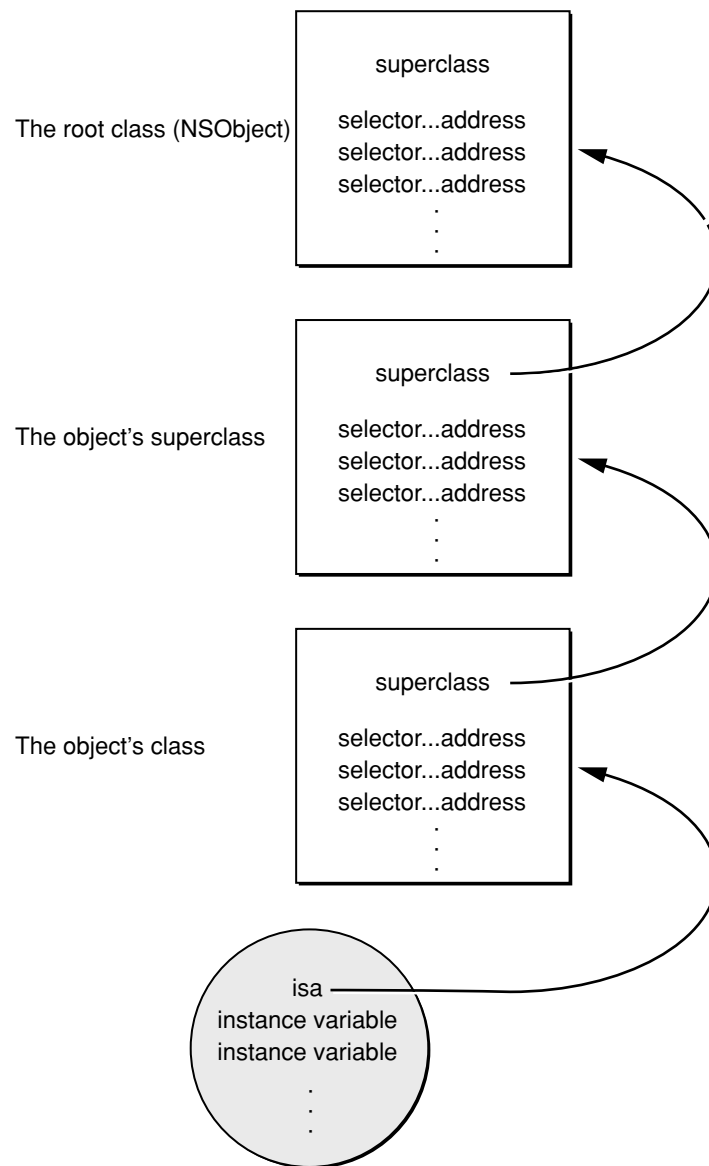 superclass
The root class (NSObject)
selector...address
selector...address
selector...address
.
.
.
superclass
The object's superclass
selector...address
selector...address
selector...address
.
.
.
superclass
The object's class
selector...address
selector...address
selector...address
.
.
.
isa
instance variable
instance variable
.
.
.